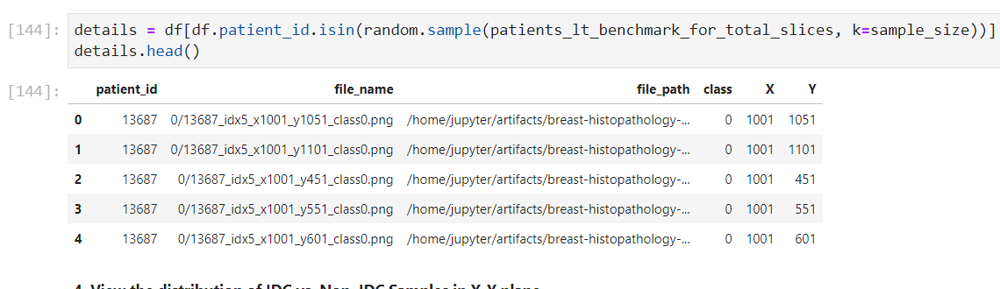 [144]: details = df[df.patient_id.isin(random.sample(patients_lt_benchmark_for_total_slices, k=sample_size))]
details.head()
[144]: patient_id file_name file_path class X Y
0 13687 0/13687_idx5_x1001_y1051_class0.png /home/jupyter/artifacts/breast-histopathology-... 0 1001 1051
1 13687 0/13687_idx5_x1001_y1101_class0.png /home/jupyter/artifacts/breast-histopathology-... 0 1001 1101
2 13687 0/13687_idx5_x1001_y451_class0.png /home/jupyter/artifacts/breast-histopathology-... 0 1001 451
3 13687 0/13687_idx5_x1001_y551_class0.png /home/jupyter/artifacts/breast-histopathology-... 0 1001 551
4 13687 0/13687_idx5_x1001_y601_class0.png /home/jupyter/artifacts/breast-histopathology-... 0 1001 601
4. View the distribution of IDC vs. Non-IDC Samples in X-Y plane